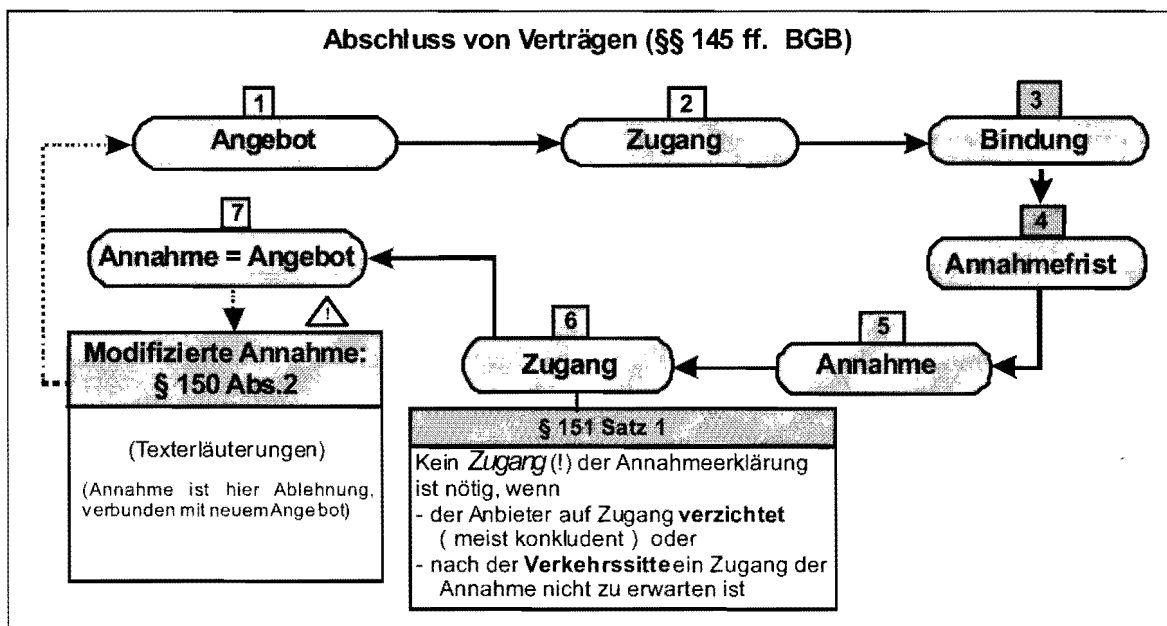 Abschluss von Verträgen (§§ 145 ff. BGB)
1
Angebot
2
Zugang
3
Bindung
4
Annahmefrist
5
Annahme
6
Zugang
7
Annahme = Angebot
!
Modifizierte Annahme:
§ 150 Abs.2
(Texterläuterungen)
(Annahme ist hier Ablehnung,
verbunden mit neuem Angebot)
§ 151 Satz 1
Kein Zugang (!) der Annahmeerklärung
ist nötig, wenn
- der Anbieter auf Zugang verzichtet
( meist konkludent ) oder
- nach der Verkehrssitte ein Zugang der
Annahme nicht zu erwarten ist